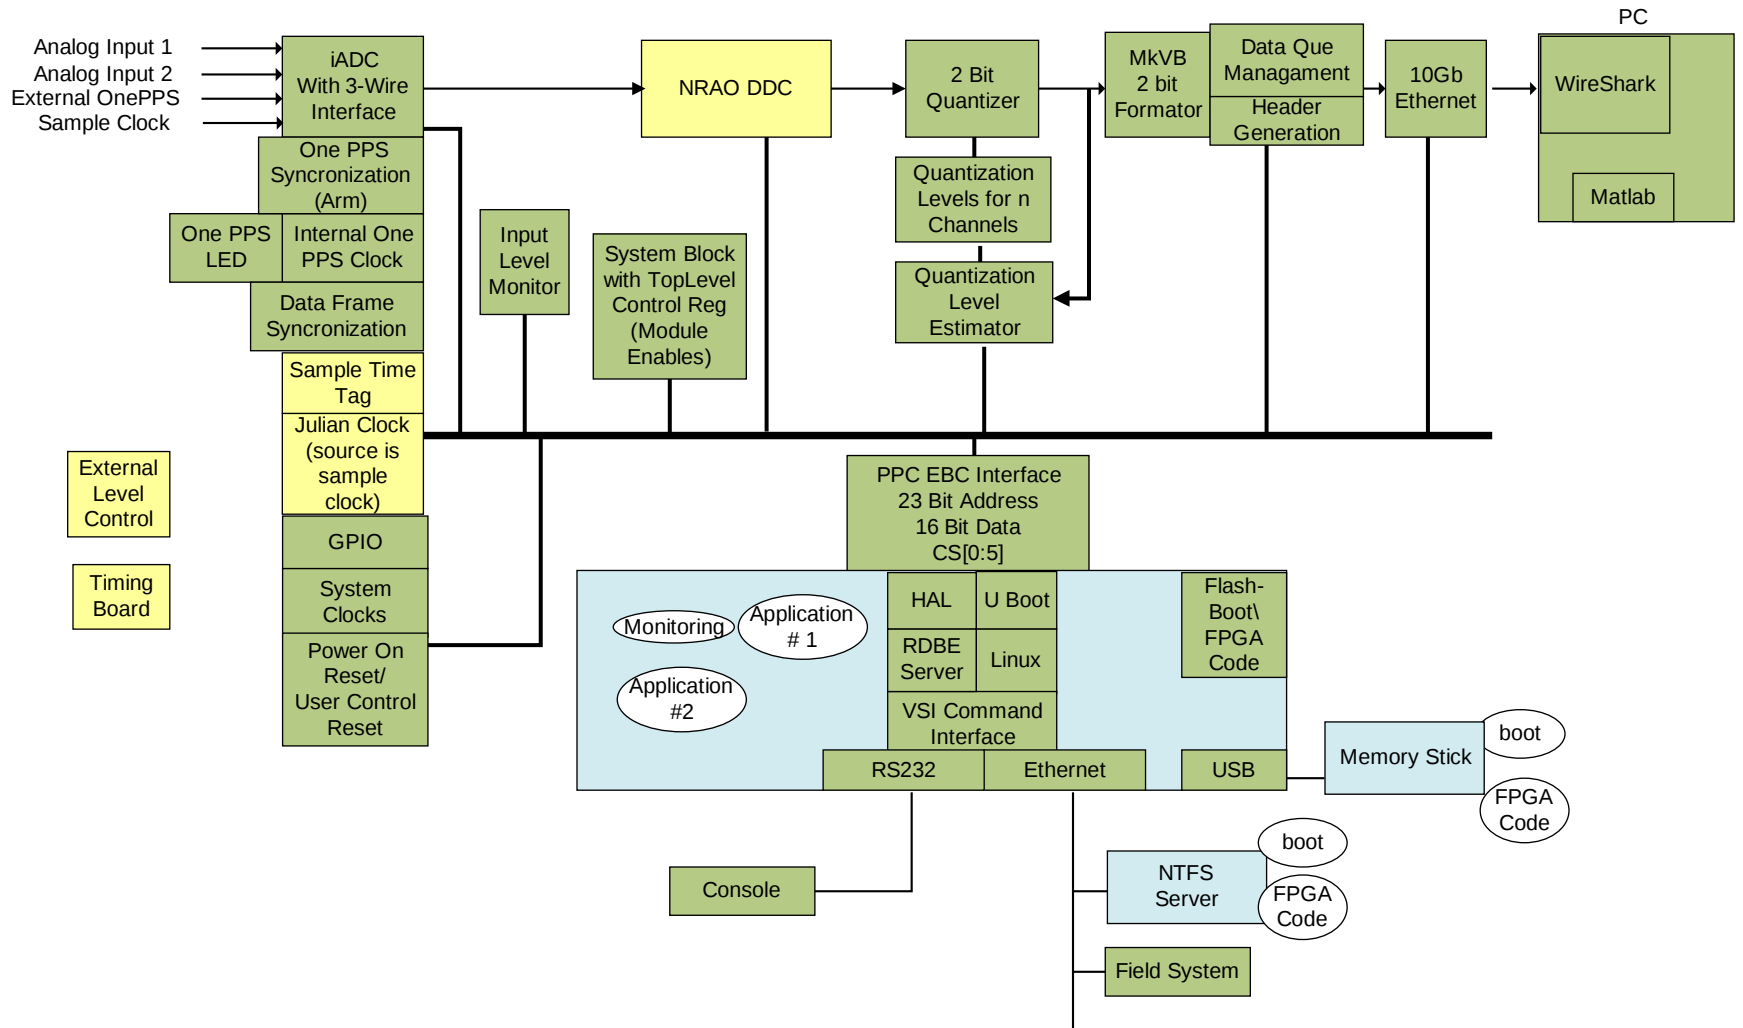 PC
Analog Input 1
Analog Input 2
External OnePPS
Sample Clock
iADC
With 3-Wire
Interface
NRAO DDC
2 Bit
Quantizer
MkVB
2 bit
Formator
Data Que
Managament
Header
Generation
10Gb
Ethernet
WireShark
Matlab
One PPS
Syncronization
(Arm)
One PPS
LED
Internal One
PPS Clock
Data Frame
Syncronization
Sample Time
Tag
Julian Clock
(source is
sample
clock)
GPIO
System
Clocks
Power On
Reset/
User Control
Reset
External
Level
Control
Timing
Board
Input
Level
Monitor
System Block
with TopLevel
Control Reg
(Module
Enables)
Quantization
Levels for n
Channels
Quantization
Level
Estimator
PPC EBC Interface
23 Bit Address
16 Bit Data
CS[0:5]
Monitoring
Application
# 1
Application
#2
HAL
U Boot
RDBE
Server
Linux
VSI Command
Interface
RS232
Ethernet
Flash-
Boot\
FPGA
Code
USB
Memory Stick
boot
FPGA
Code
Console
NTFS
Server
boot
FPGA
Code
Field System